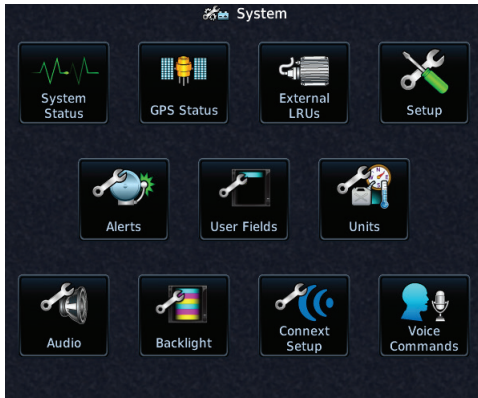 System
System
Status
GPS Status
External
LRUs
Setup
Alerts
User Fields
Units
Audio
Backlight
Connext
Setup
Voice
Commands